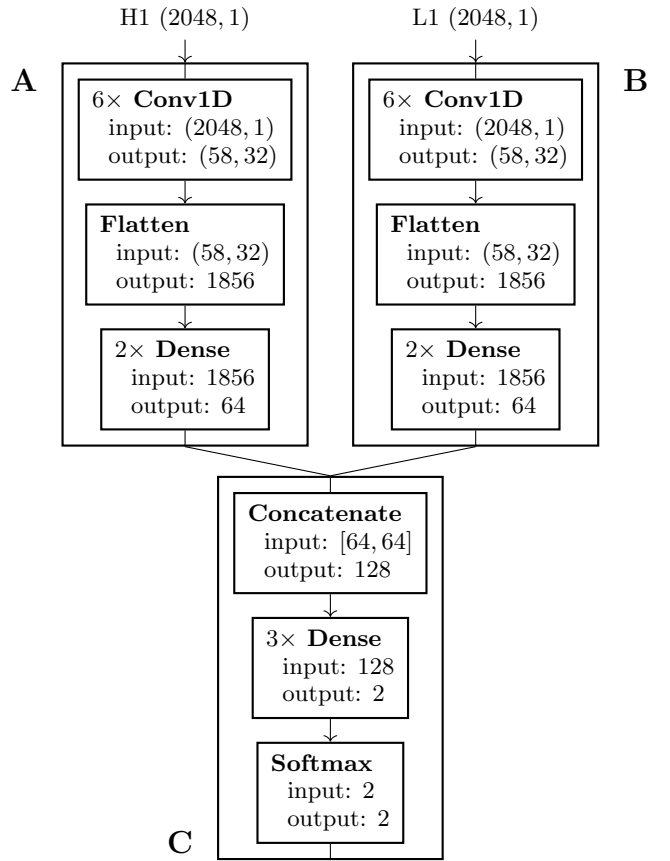 H1 (2048, 1)
A
6× Conv1D
input: (2048, 1)
output: (58, 32)
Flatten
input: (58, 32)
output: 1856
2× Dense
input: 1856
output: 64
L1 (2048, 1)
B
6× Conv1D
input: (2048, 1)
output: (58, 32)
Flatten
input: (58, 32)
output: 1856
2× Dense
input: 1856
output: 64
Concatenate
input: [64, 64]
output: 128
3× Dense
input: 128
output: 2
Softmax
input: 2
output: 2
C